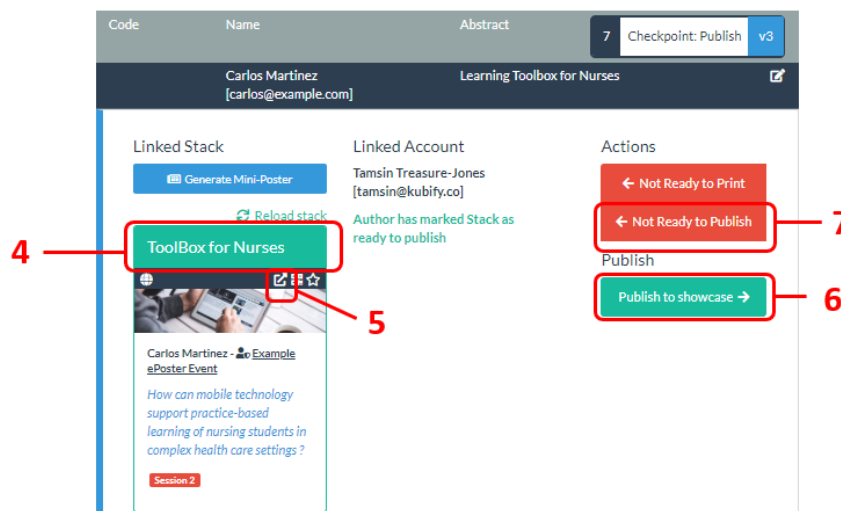 Code Name Abstract
7 Checkpoint: Publish v3
Carlos Martinez
[carlos@example.com]
Learning Toolbox for Nurses
Linked Stack
Generate Mini-Poster
Reload stack
4
ToolBox for Nurses
5
Carlos Martinez - Example
ePoster Event
How can mobile technology
support practice-based
learning of nursing students in
complex health care settings ?
Session 2
Linked Account
Tamsin Treasure-Jones
[tamsin@kubify.co]
Author has marked Stack as
ready to publish
Actions
Not Ready to Print
← Not Ready to Publish
7
Publish
Publish to showcase →
6